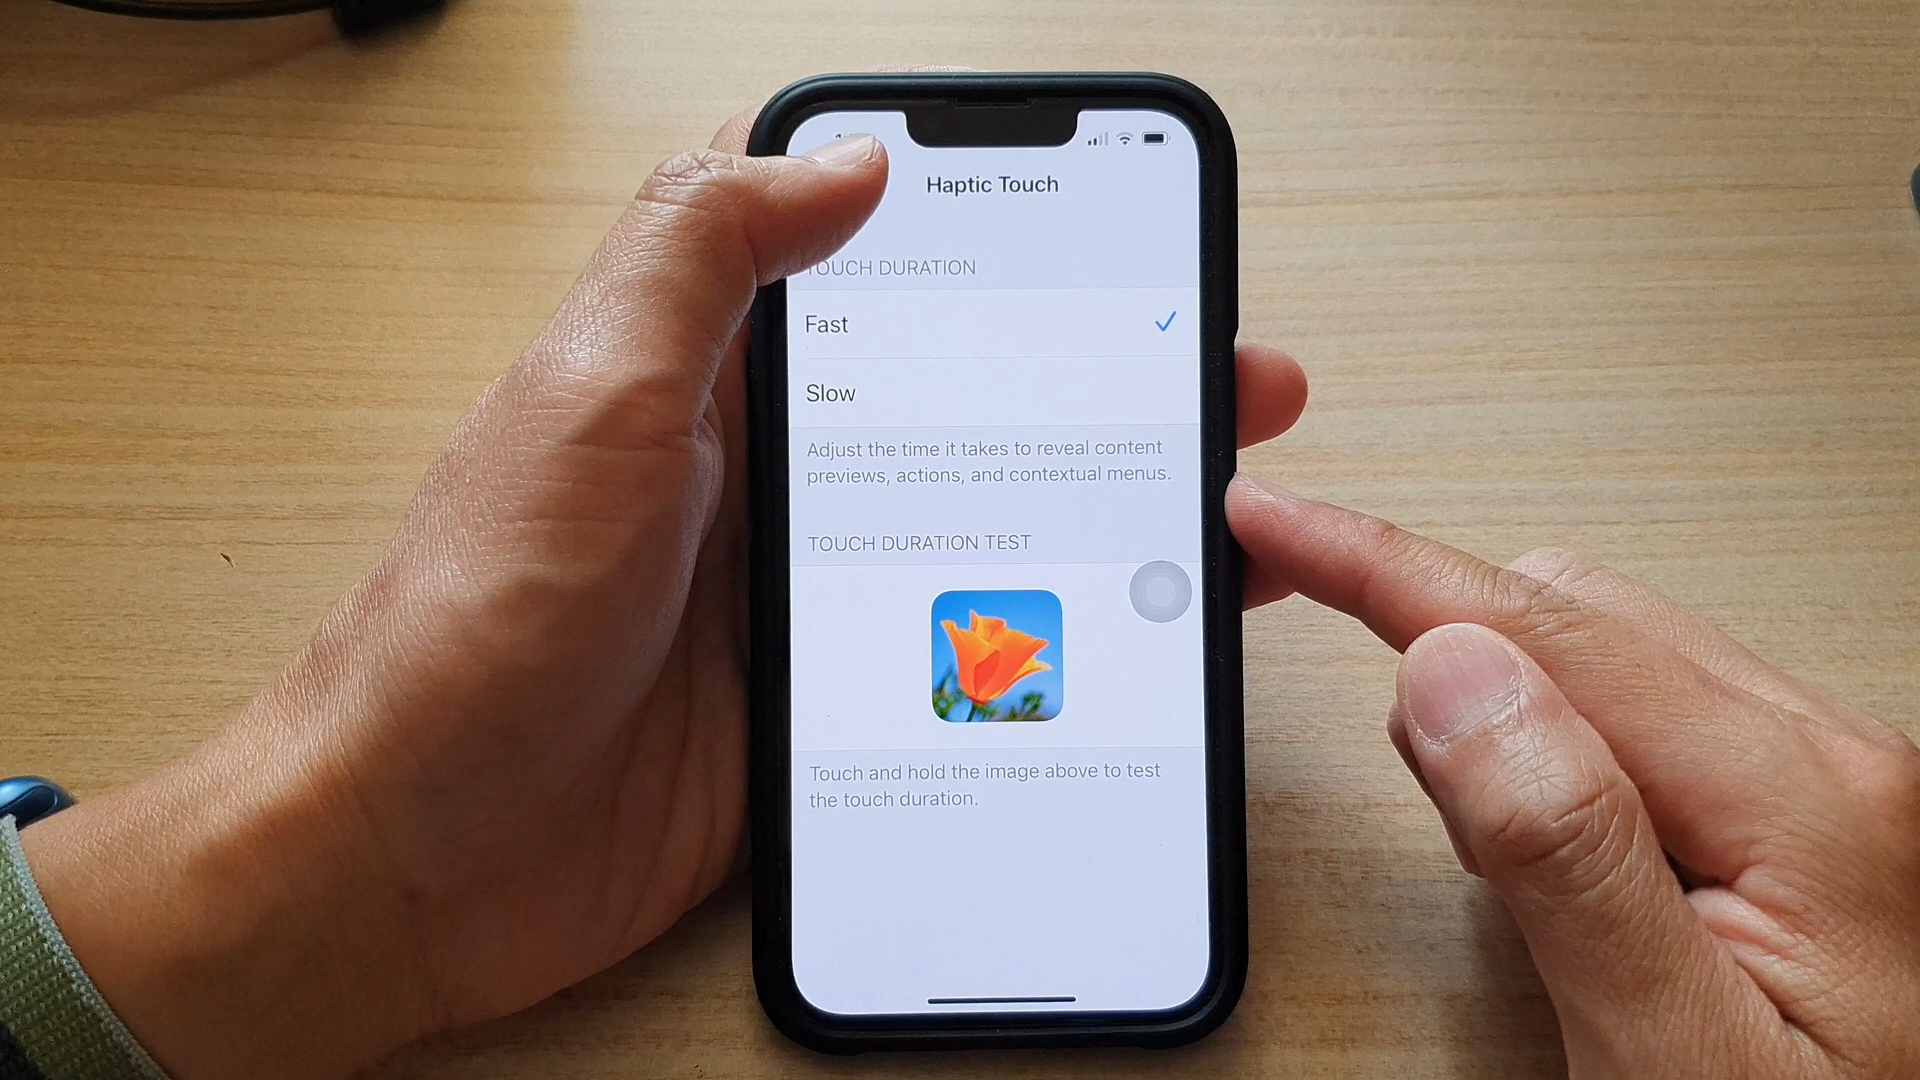 Haptic Touch
TOUCH DURATION
Fast
Slow
Adjust the time it takes to reveal content
previews, actions, and contextual menus.
TOUCH DURATION TEST
Touch and hold the image above to test
the touch duration.